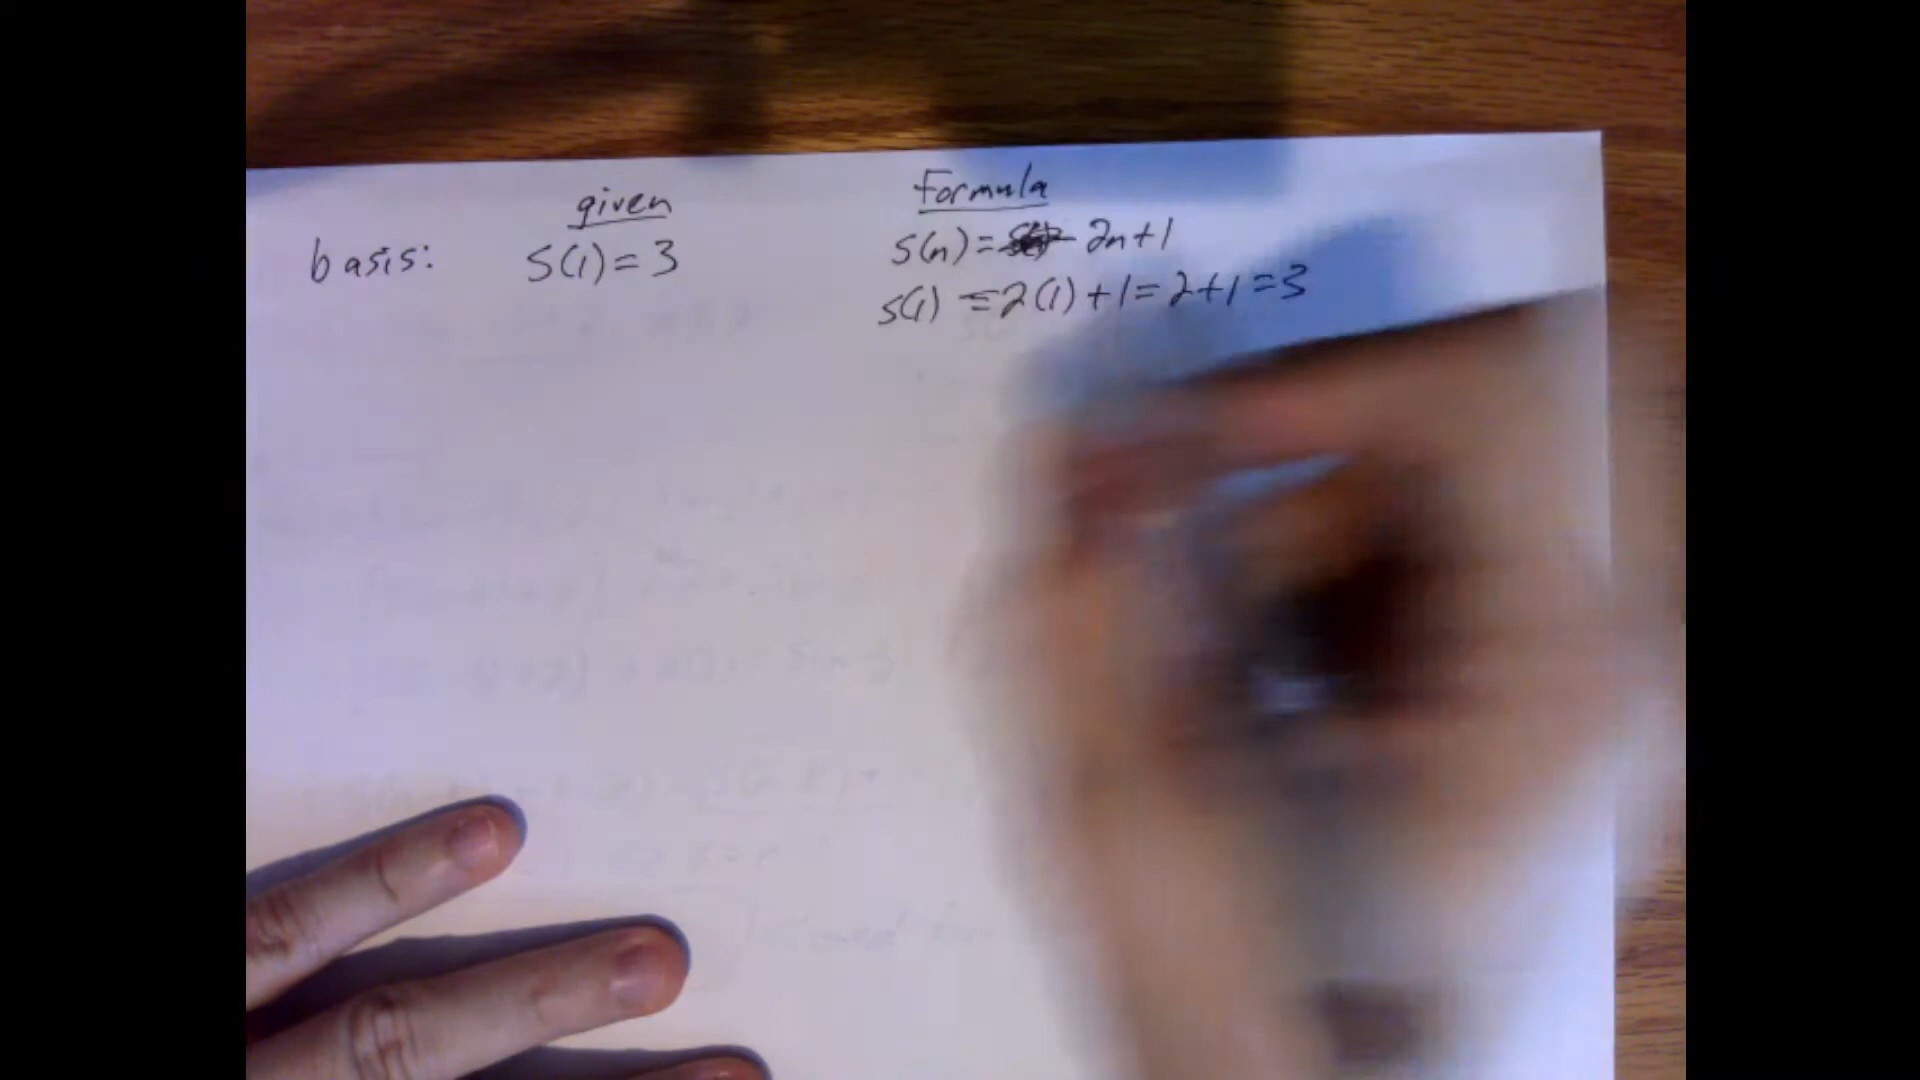 given Formula
basis: S(1)=3 S(n)= 2n+1
S(1) =2(1)+1=2+1=3